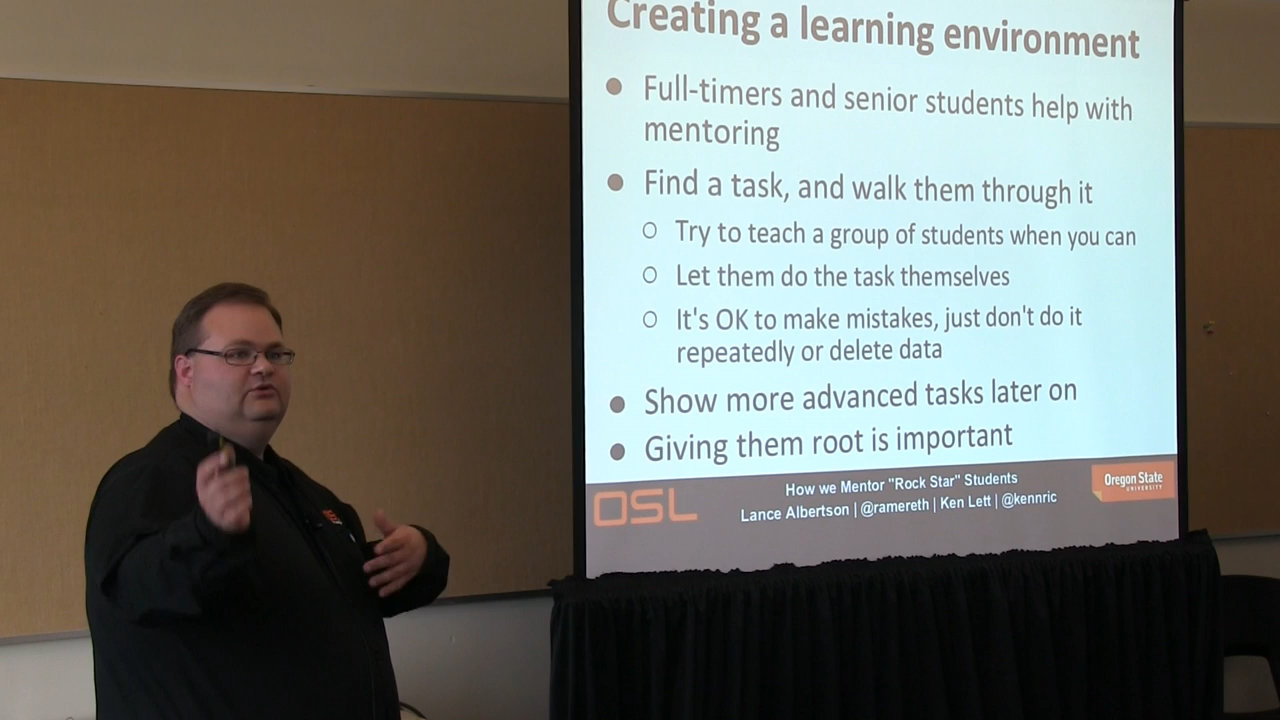 Creating a learning environment
● Full-timers and senior students help with
mentoring
● Find a task, and walk them through it
○ Try to teach a group of students when you can
○ Let them do the task themselves
○ It's OK to make mistakes, just don't do it
repeatedly or delete data
● Show more advanced tasks later on
● Giving them root is important
OSL
How we Mentor "Rock Star" Students
Lance Albertson | @ramereth | Ken Lett | @kennric
Oregon State
UNIVERSITY